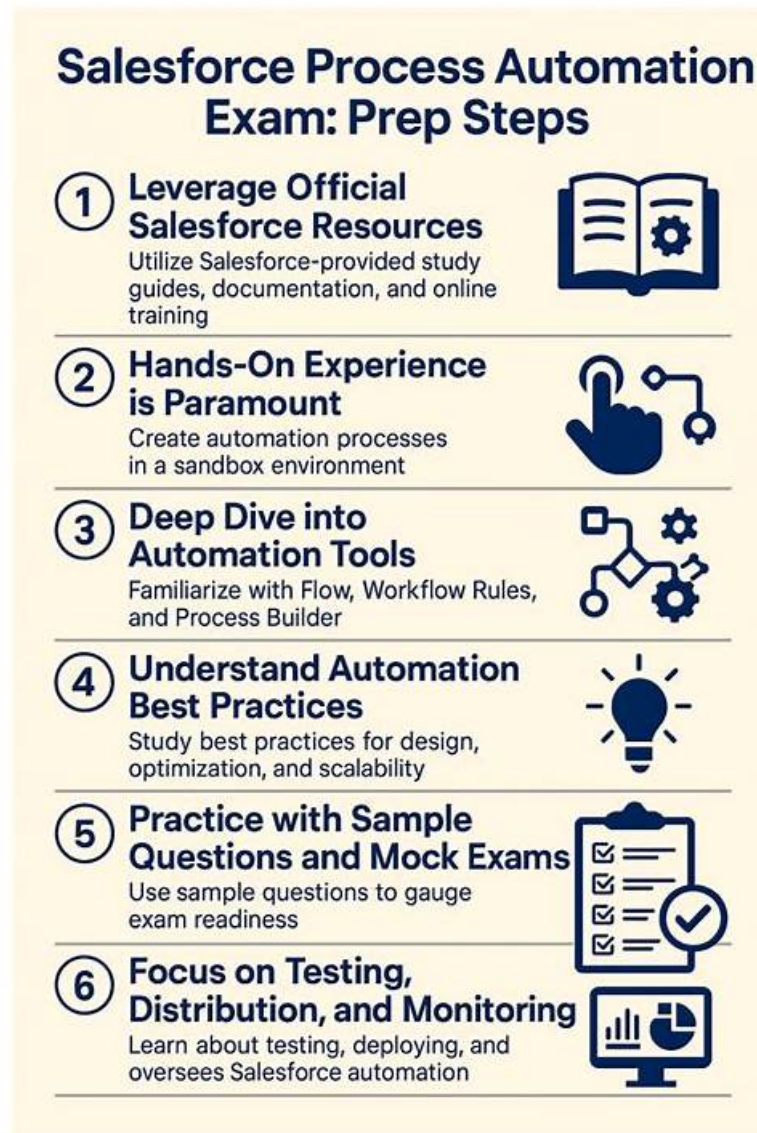 Salesforce Process Automation
Exam: Prep Steps
1
Leverage Official
Salesforce Resources
Utilize Salesforce-provided study
guides, documentation, and online
training
2
Hands-On Experience
is Paramount
Create automation processes
in a sandbox environment
3
Deep Dive into
Automation Tools
Familiarize with Flow, Workflow Rules,
and Process Builder
4
Understand Automation
Best Practices
Study best practices for design,
optimization, and scalability
5
Practice with Sample
Questions and Mock Exams
Use sample questions to gauge
exam readiness
6
Focus on Testing,
Distribution, and Monitoring
Learn about testing, deploying, and
oversees Salesforce automation